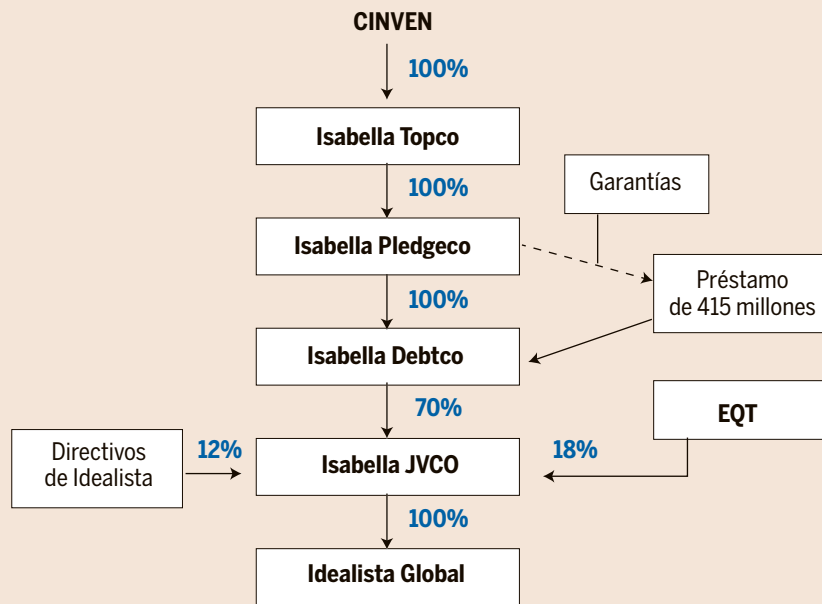 CINVEN
100%
Isabella Topco
100%
Garantías
Isabella Pledgeco
Préstamo
de 415 millones
100%
Isabella Debtco
70%
EQT
Directivos
de Idealista
12%
Isabella JVCO
18%
100%
Idealista Global